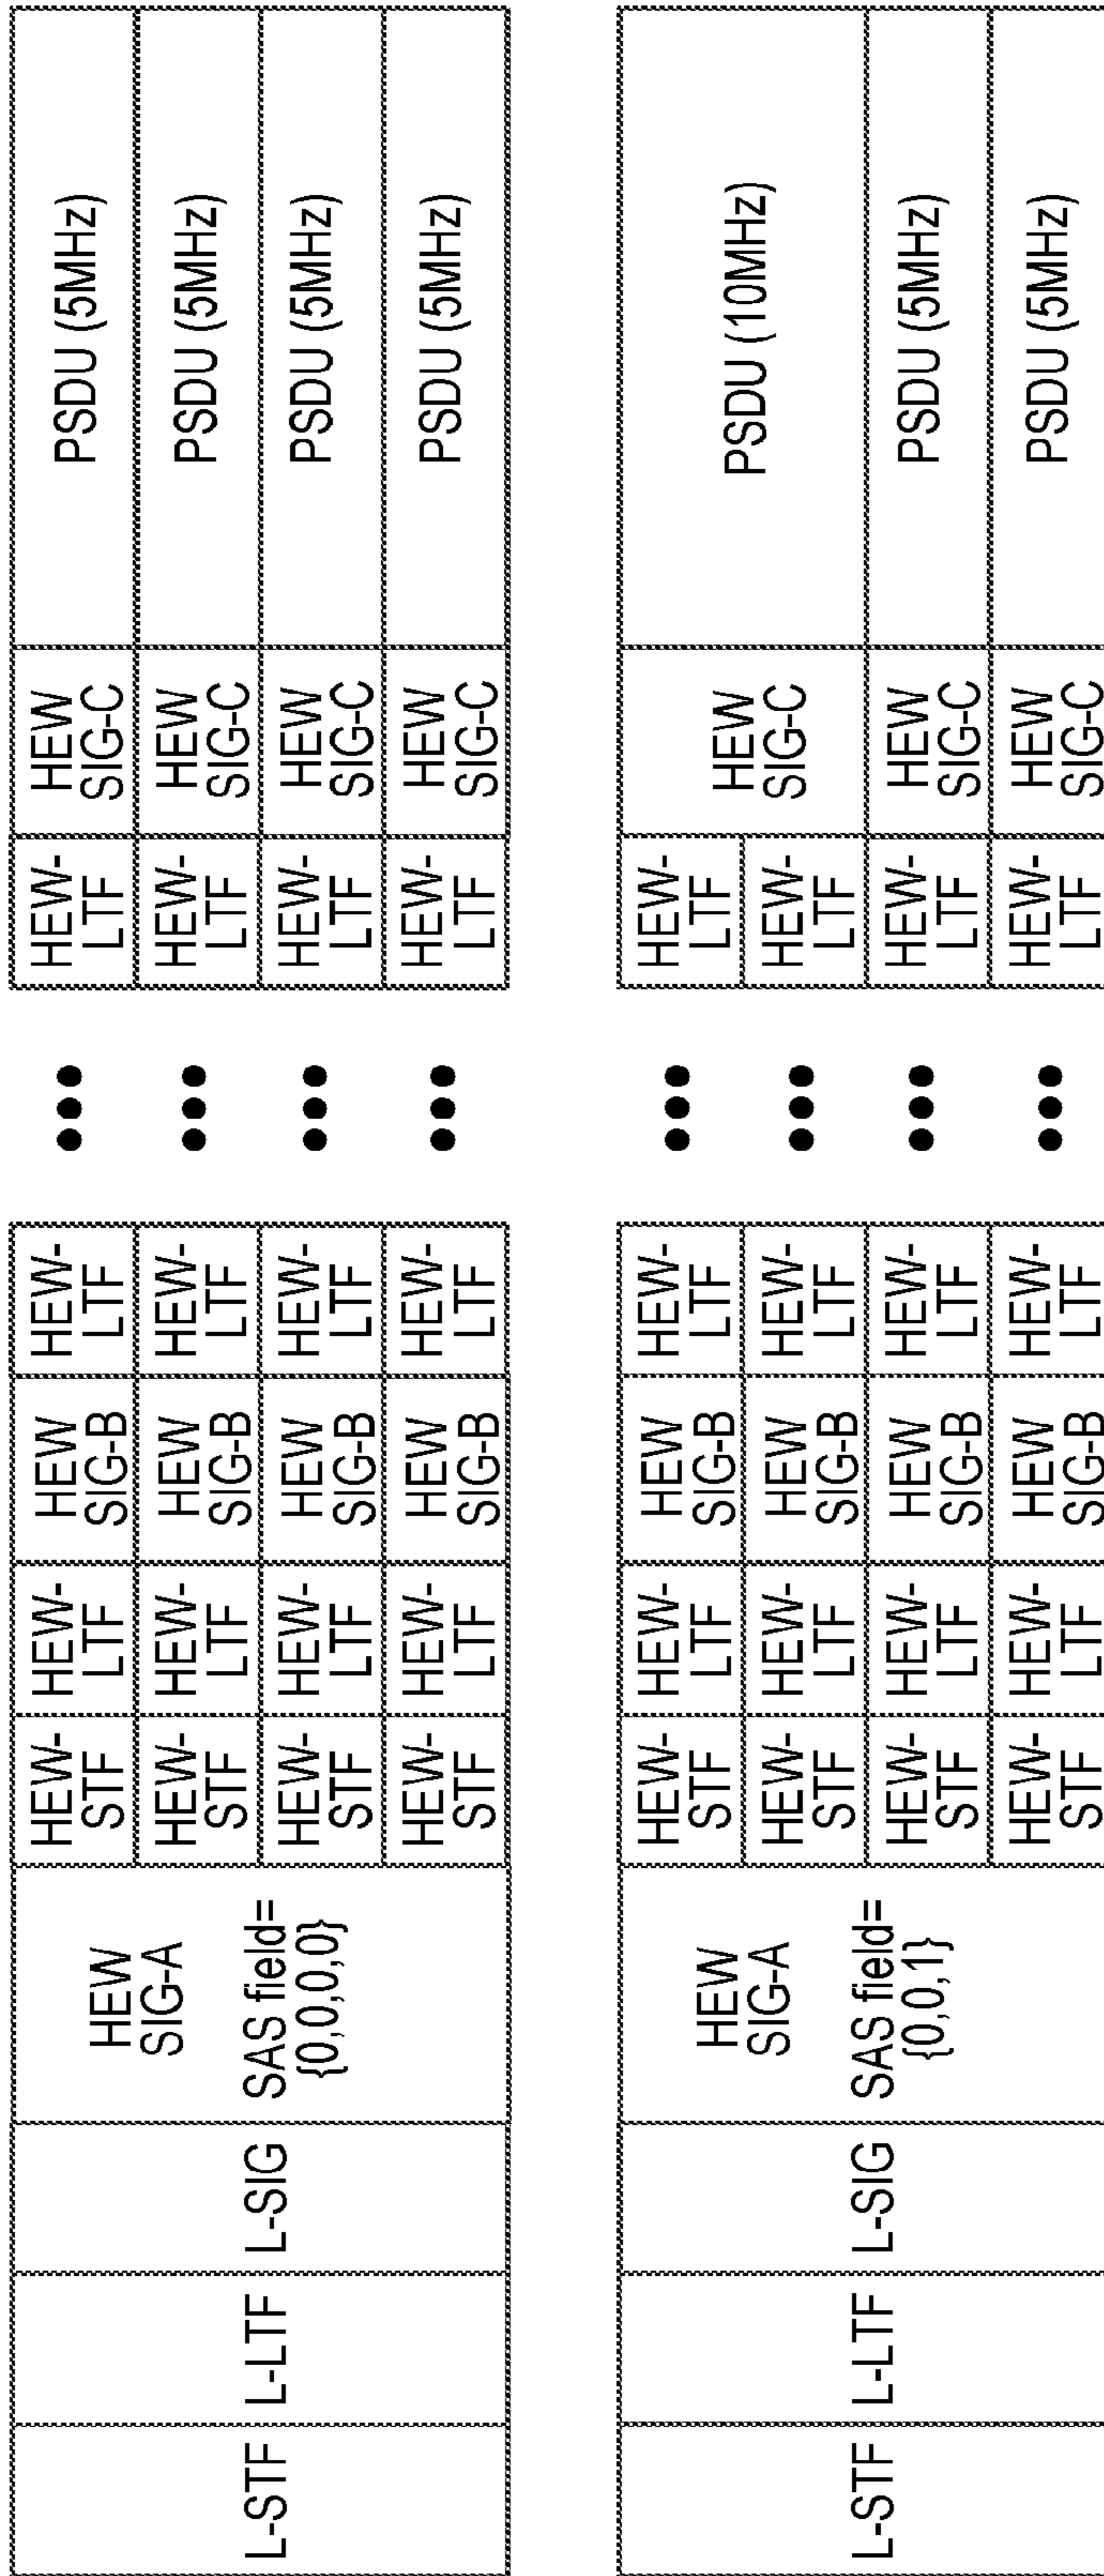 L-STF
L-LTF
L-SIG
HEW
SIG-A
SAS field=
{0,0,0,0}
HEW-
STF
HEW-
STF
HEW-
STF
HEW-
STF
HEW-
LTF
HEW-
LTF
HEW-
LTF
HEW-
LTF
HEW
SIG-B
HEW
SIG-B
HEW
SIG-B
HEW
SIG-B
HEW-
LTF
HEW-
LTF
HEW-
LTF
HEW-
LTF
HEW-
LTF
HEW-
LTF
HEW-
LTF
HEW-
LTF
HEW
SIG-C
HEW
SIG-C
HEW
SIG-C
HEW
SIG-C
PSDU (5MHz)
PSDU (5MHz)
PSDU (5MHz)
PSDU (5MHz)
L-STF
L-LTF
L-SIG
HEW
SIG-A
SAS field=
{0,0,1}
HEW-
STF
HEW-
STF
HEW-
STF
HEW-
STF
HEW-
LTF
HEW-
LTF
HEW-
LTF
HEW-
LTF
HEW
SIG-B
HEW
SIG-B
HEW
SIG-B
HEW
SIG-B
HEW-
LTF
HEW-
LTF
HEW-
LTF
HEW-
LTF
HEW-
LTF
HEW-
LTF
HEW-
LTF
HEW-
LTF
HEW
SIG-C
HEW
SIG-C
HEW
SIG-C
PSDU (10MHz)
PSDU (5MHz)
PSDU (5MHz)